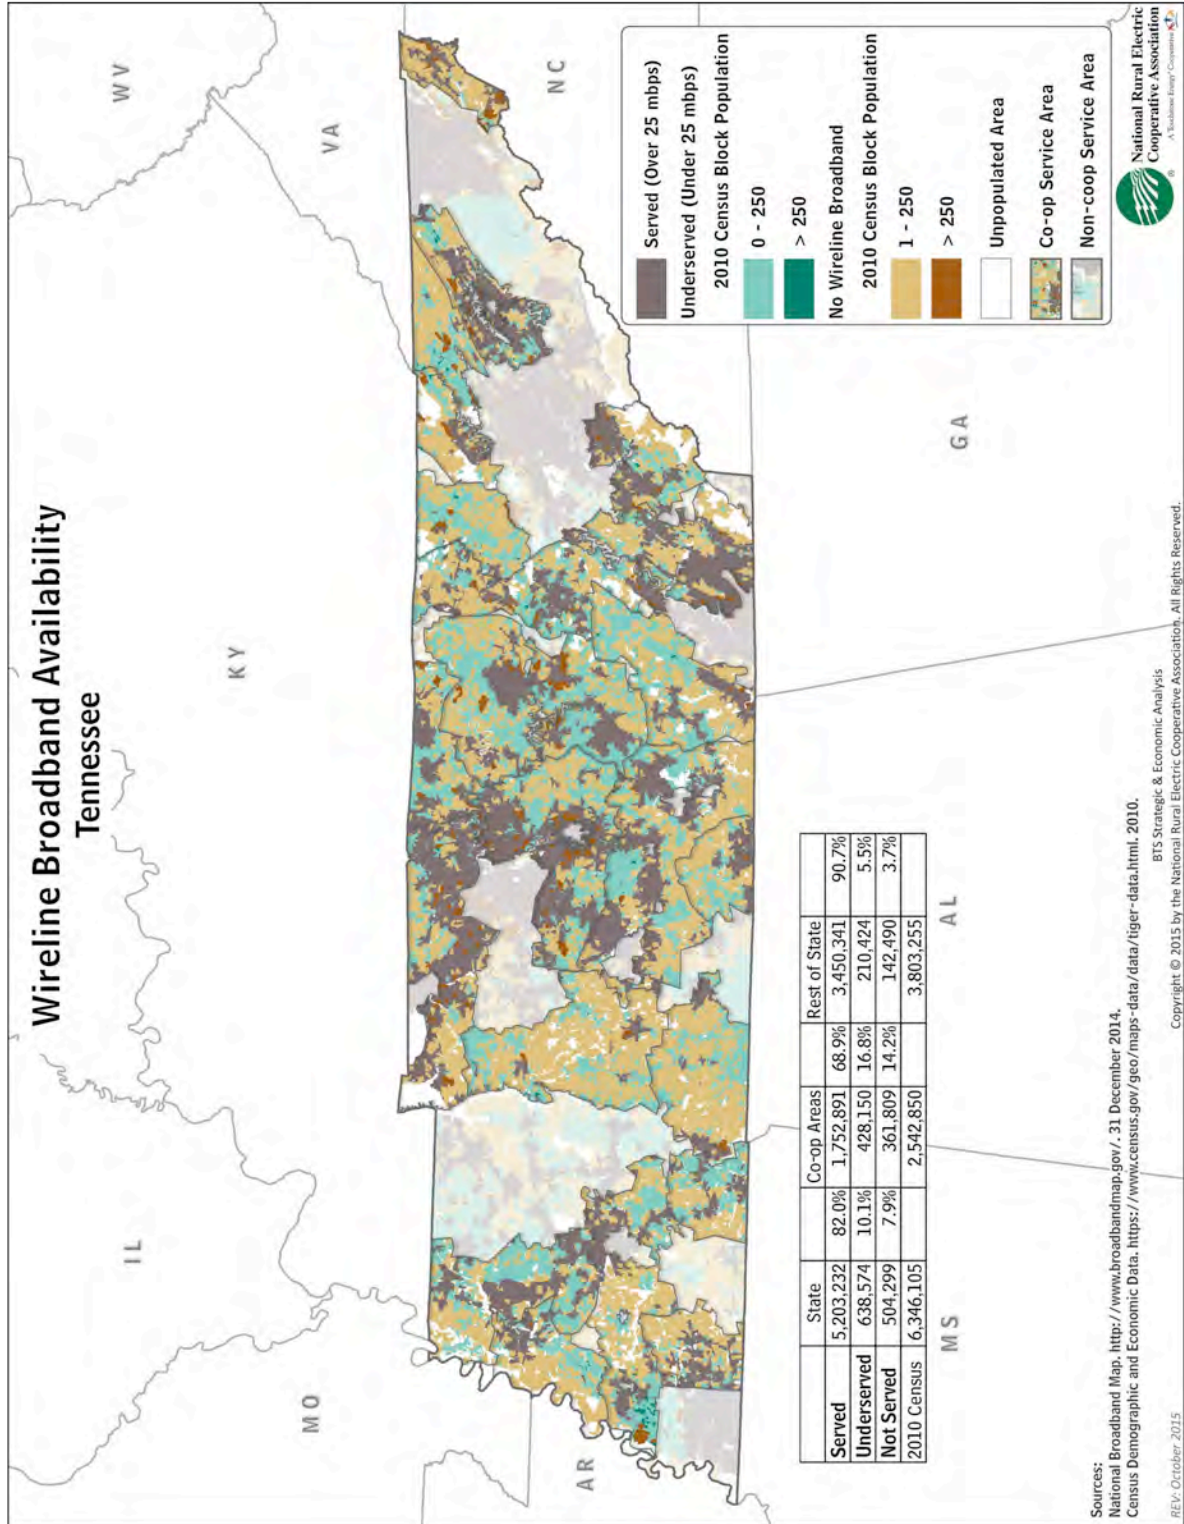 Wireline Broadband Availability
Tennessee
WV
VA
NC
KY
IL
MO
AR
MS
AL
GA
Served (Over 25 mbps)
Underserved (Under 25 mbps)
2010 Census Block Population
0 - 250
> 250
No Wireline Broadband
2010 Census Block Population
1 - 250
> 250
Unpopulated Area
Co-op Service Area
Non-coop Service Area
State Co-op Areas Rest of State
Served 5,203,232 82.0% 1,752,891 68.9% 3,450,341 90.7%
Underserved 638,574 10.1% 428,150 16.8% 210,424 5.5%
Not Served 504,299 7.9% 361,809 14.2% 142,490 3.7%
2010 Census 6,346,105 2,542,850 3,803,255
National Rural Electric
Cooperative Association
A Touchstone Energy® Cooperative
Sources:
National Broadband Map. http://www.broadbandmap.gov/. 31 December 2014.
Census Demographic and Economic Data. https://www.census.gov/geo/maps-data/data/tiger-data.html. 2010.
BTS Strategic & Economic Analysis
REV: October 2015
Copyright © 2015 by the National Rural Electric Cooperative Association. All Rights Reserved.